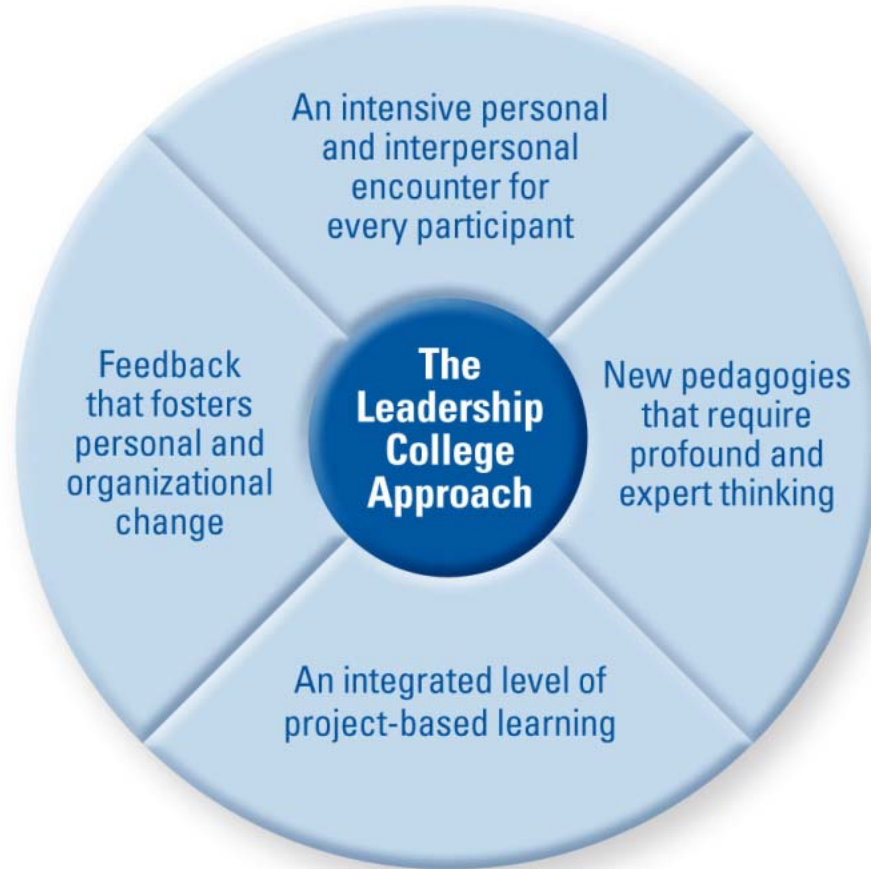 An intensive personal
and interpersonal
encounter for
every participant
Feedback
that fosters
personal and
organizational
change
The
Leadership
College
Approach
New pedagogies
that require
profound and
expert thinking
An integrated level of
project-based learning